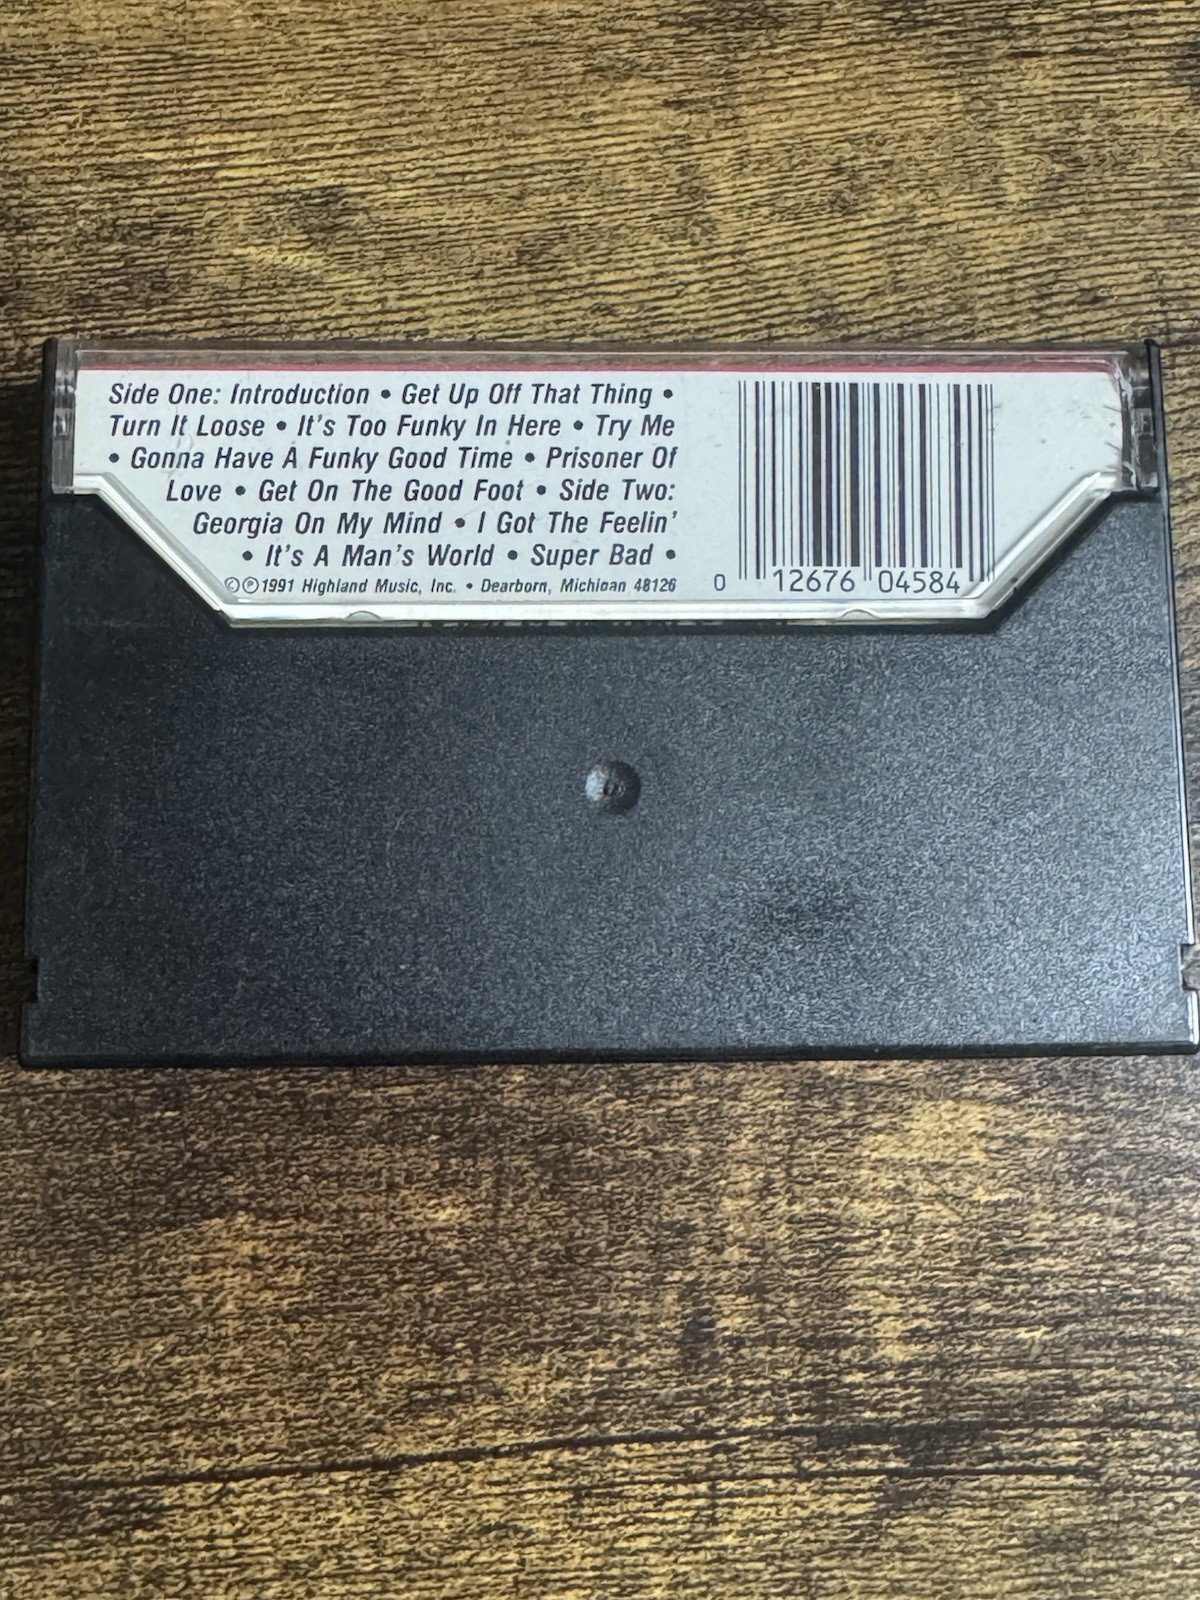 Side One: Introduction • Get Up Off That Thing •
Turn It Loose • It's Too Funky In Here • Try Me
• Gonna Have A Funky Good Time • Prisoner Of
Love • Get On The Good Foot • Side Two:
Georgia On My Mind • I Got The Feelin'
• It's A Man's World • Super Bad •
©℗1991 Highland Music, Inc. • Dearborn, Michigan 48126
0 12676 04584